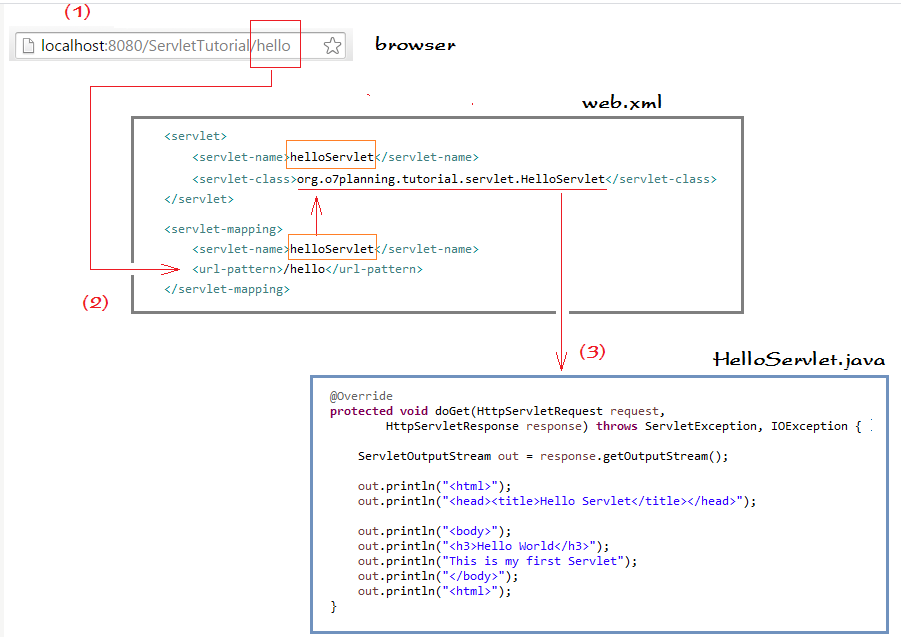 (1)
localhost:8080/ServletTutorial/hello
browser
web.xml
<servlet>
<servlet-name>helloServlet</servlet-name>
<servlet-class>org.o7planning.tutorial.servlet.HelloServlet</servlet-class>
</servlet>
<servlet-mapping>
<servlet-name>helloServlet</servlet-name>
<url-pattern>/hello</url-pattern>
</servlet-mapping>
(2)
(3)
HelloServlet.java
@Override
protected void doGet(HttpServletRequest request,
HttpServletResponse response) throws ServletException, IOException {
ServletOutputStream out = response.getOutputStream();
out.println("<html>");
out.println("<head><title>Hello Servlet</title></head>");
out.println("<body>");
out.println("<h3>Hello World</h3>");
out.println("This is my first Servlet");
out.println("</body>");
out.println("<html>");
}